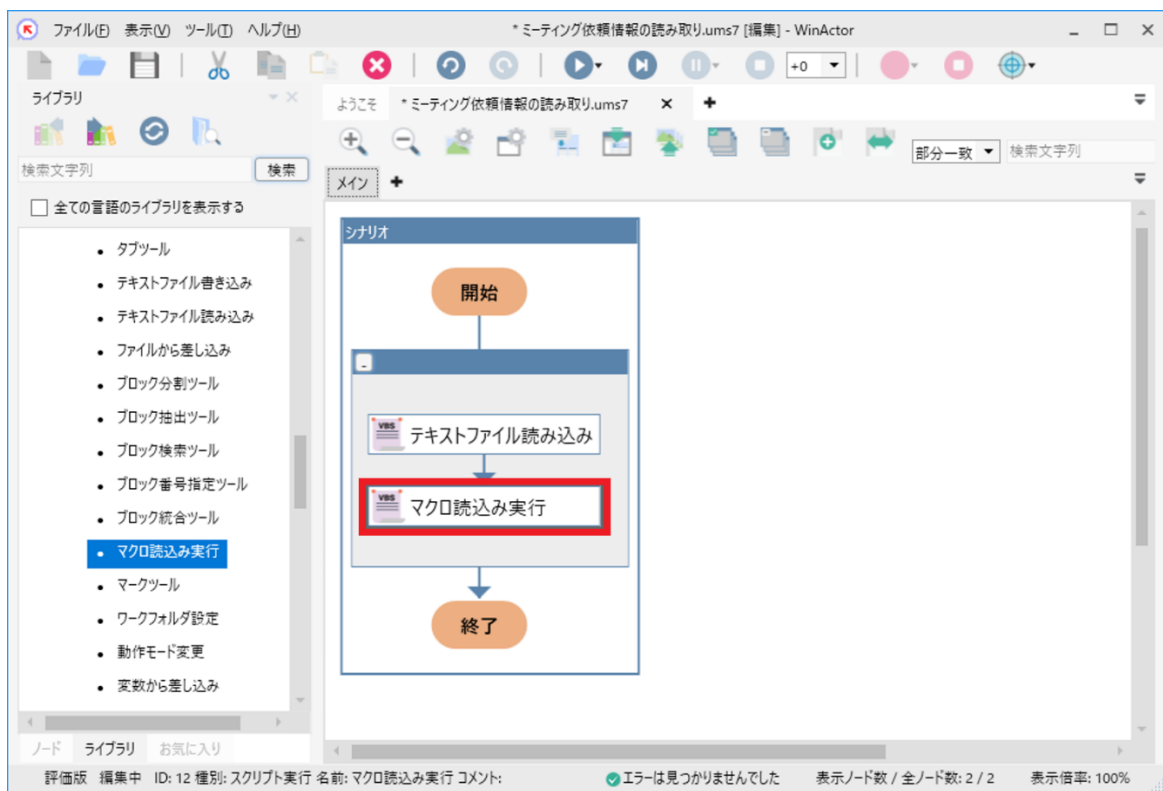 ファイル(F) 表示(V) ツール(T) ヘルプ(H) * ミーティング依頼情報の読み取り.ums7 [編集] - WinActor
+0
ライブラリ
ようこそ * ミーティング依頼情報の読み取り.ums7
検索文字列 検索
部分一致 検索文字列
メイン
全ての言語のライブラリを表示する
タブツール
テキストファイル書き込み
テキストファイル読み込み
ファイルから差し込み
ブロック分割ツール
ブロック抽出ツール
ブロック検索ツール
ブロック番号指定ツール
ブロック統合ツール
マクロ読込み実行
マークツール
ワークフォルダ設定
動作モード変更
変数から差し込み
シナリオ
開始
-
VBS テキストファイル読み込み
VBS マクロ読込み実行
終了
ノード ライブラリ お気に入り
評価版 編集中 ID: 12 種別: スクリプト実行 名前: マクロ読込み実行 コメント: エラーは見つかりませんでした 表示ノード数 / 全ノード数: 2 / 2 表示倍率: 100%